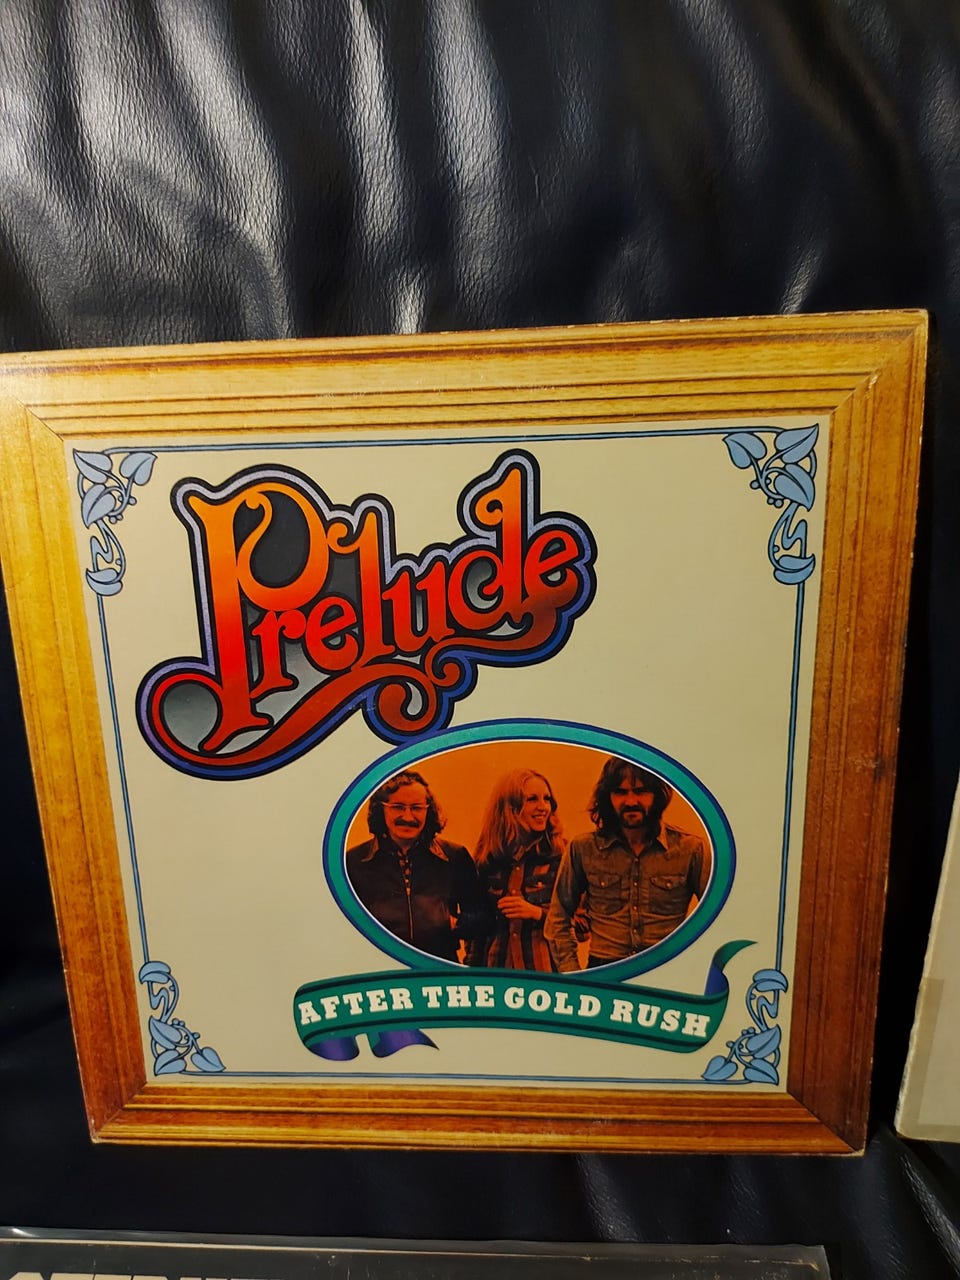 Prelude
AFTER THE GOLD RUSH